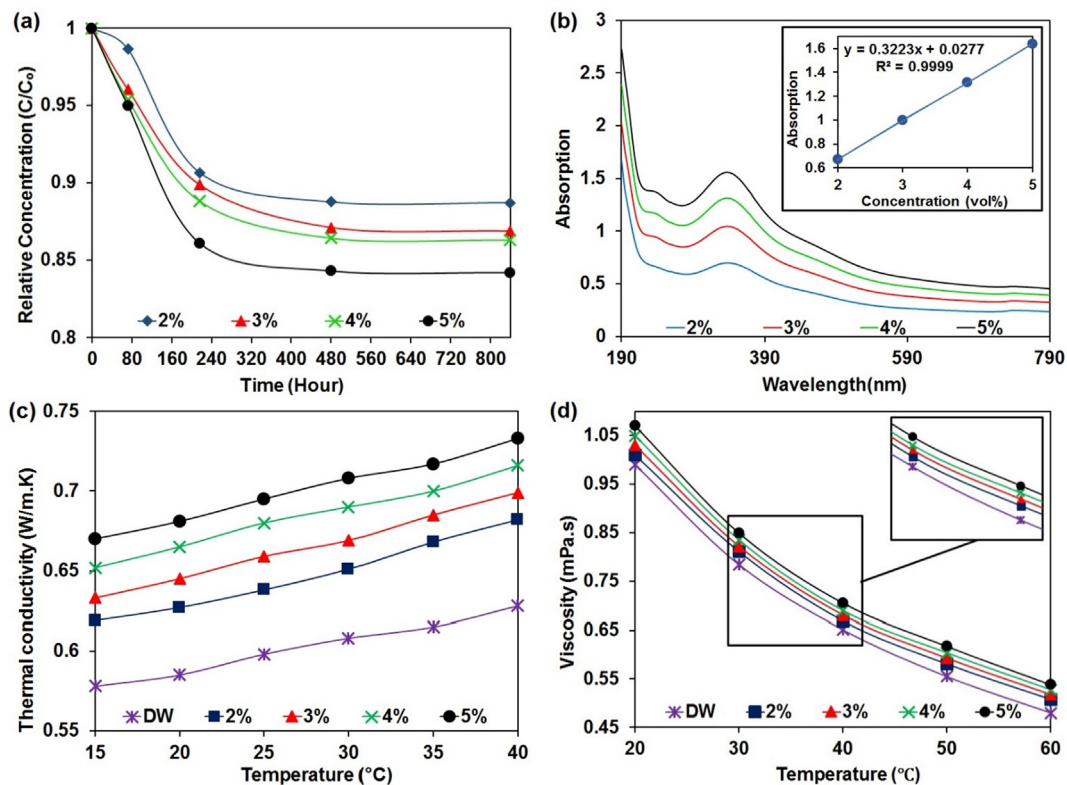 (a)
1
0.95
0.9
0.85
0.8
Relative Concentration (C/C₀)
2% 3% 4% 5%
0 80 160 240 320 400 480 560 640 720 800
Time (Hour)
(b)
3
2.5
2
1.5
1
0.5
0
Absorption
y = 0.3223x + 0.0277
R² = 0.9999
1.6
1.4
1.2
1.0
0.8
0.6
Absorption
2 3 4 5
Concentration (vol%)
2% 3% 4% 5%
190 390 590 790
Wavelength(nm)
(c)
0.75
0.7
0.65
0.6
0.55
Thermal conductivity (W/m.K)
DW 2% 3% 4% 5%
15 20 25 30 35 40
Temperature (°C)
(d)
1.05
0.95
0.85
0.75
0.65
0.55
0.45
Viscosity (mPa.s)
DW 2% 3% 4% 5%
20 30 40 50 60
Temperature (°C)